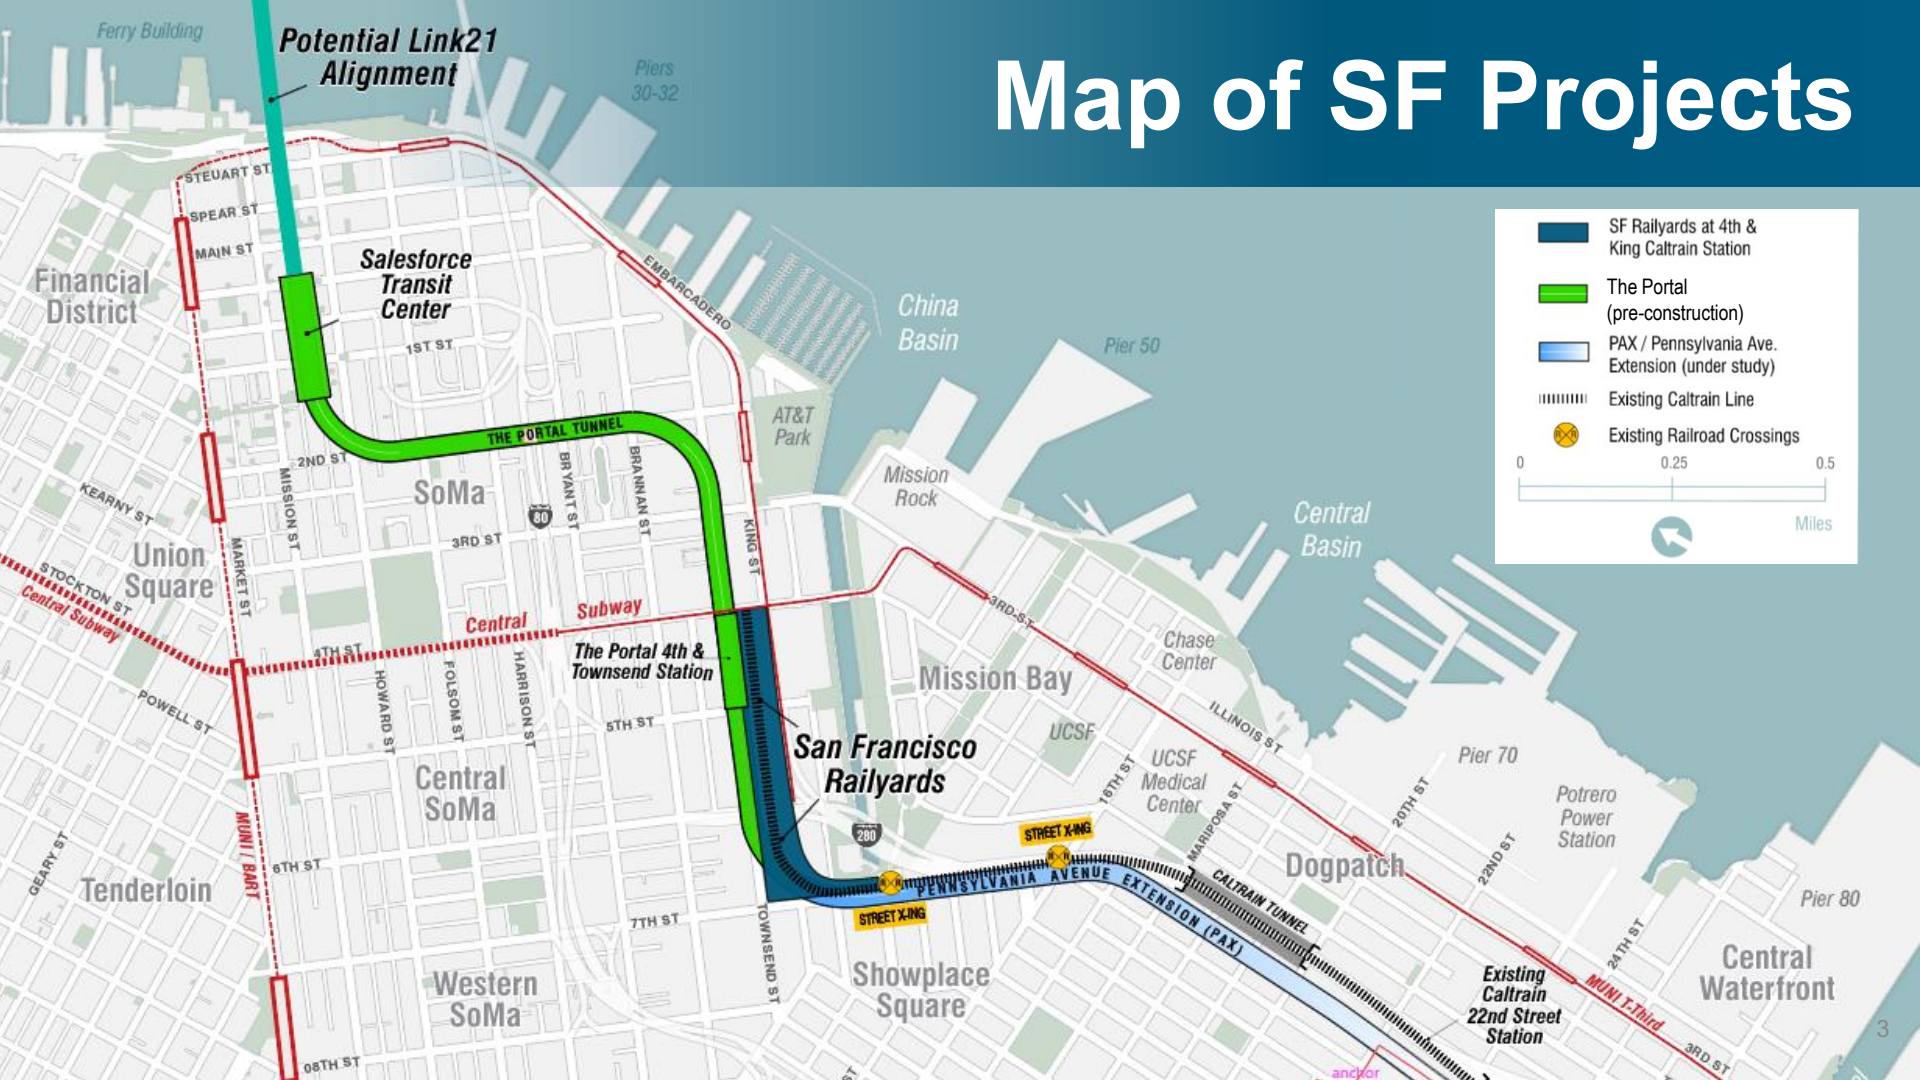 Map of SF Projects
Ferry Building
Potential Link21
Alignment
Piers
30-32
STEUART ST
SPEAR ST
MAIN ST
Financial
District
Salesforce
Transit
Center
1ST ST
EMBARCADERO
China
Basin
Pier 50
SF Railyards at 4th &
King Caltrain Station
The Portal
(pre-construction)
PAX / Pennsylvania Ave.
Extension (under study)
Existing Caltrain Line
Existing Railroad Crossings
0 0.25 0.5
Miles
AT&T
Park
THE PORTAL TUNNEL
2ND ST
MISSION ST
SoMa
BRYANT ST
BRANNAN ST
80
3RD ST
KING ST
Mission
Rock
Central
Basin
KEARNY ST
Union
Square
MARKET ST
STOCKTON ST
Central Subway
Central Subway
4TH ST
The Portal 4th &
Townsend Station
3RD ST
Chase
Center
Mission Bay
POWELL ST
HOWARD ST
FOLSOM ST
HARRISON ST
5TH ST
San Francisco
Railyards
UCSF
ILLINOIS ST
16TH ST
UCSF
Medical
Center
MARIPOSA ST
Pier 70
20TH ST
Potrero
Power
Station
Central
SoMa
MUNI / BART
GEARY ST
6TH ST
Tenderloin
280
STREET X-ING
R R
R R
STREET X-ING
PENNSYLVANIA AVENUE EXTENSION (PAX)
CALTRAIN TUNNEL
Dogpatch
22ND ST
Pier 80
7TH ST
TOWNSEND ST
24TH ST
Western
SoMa
Showplace
Square
Existing
Caltrain
22nd Street
Station
MUNI T-Third
Central
Waterfront
3
3RD ST
08TH ST
ST
anchor